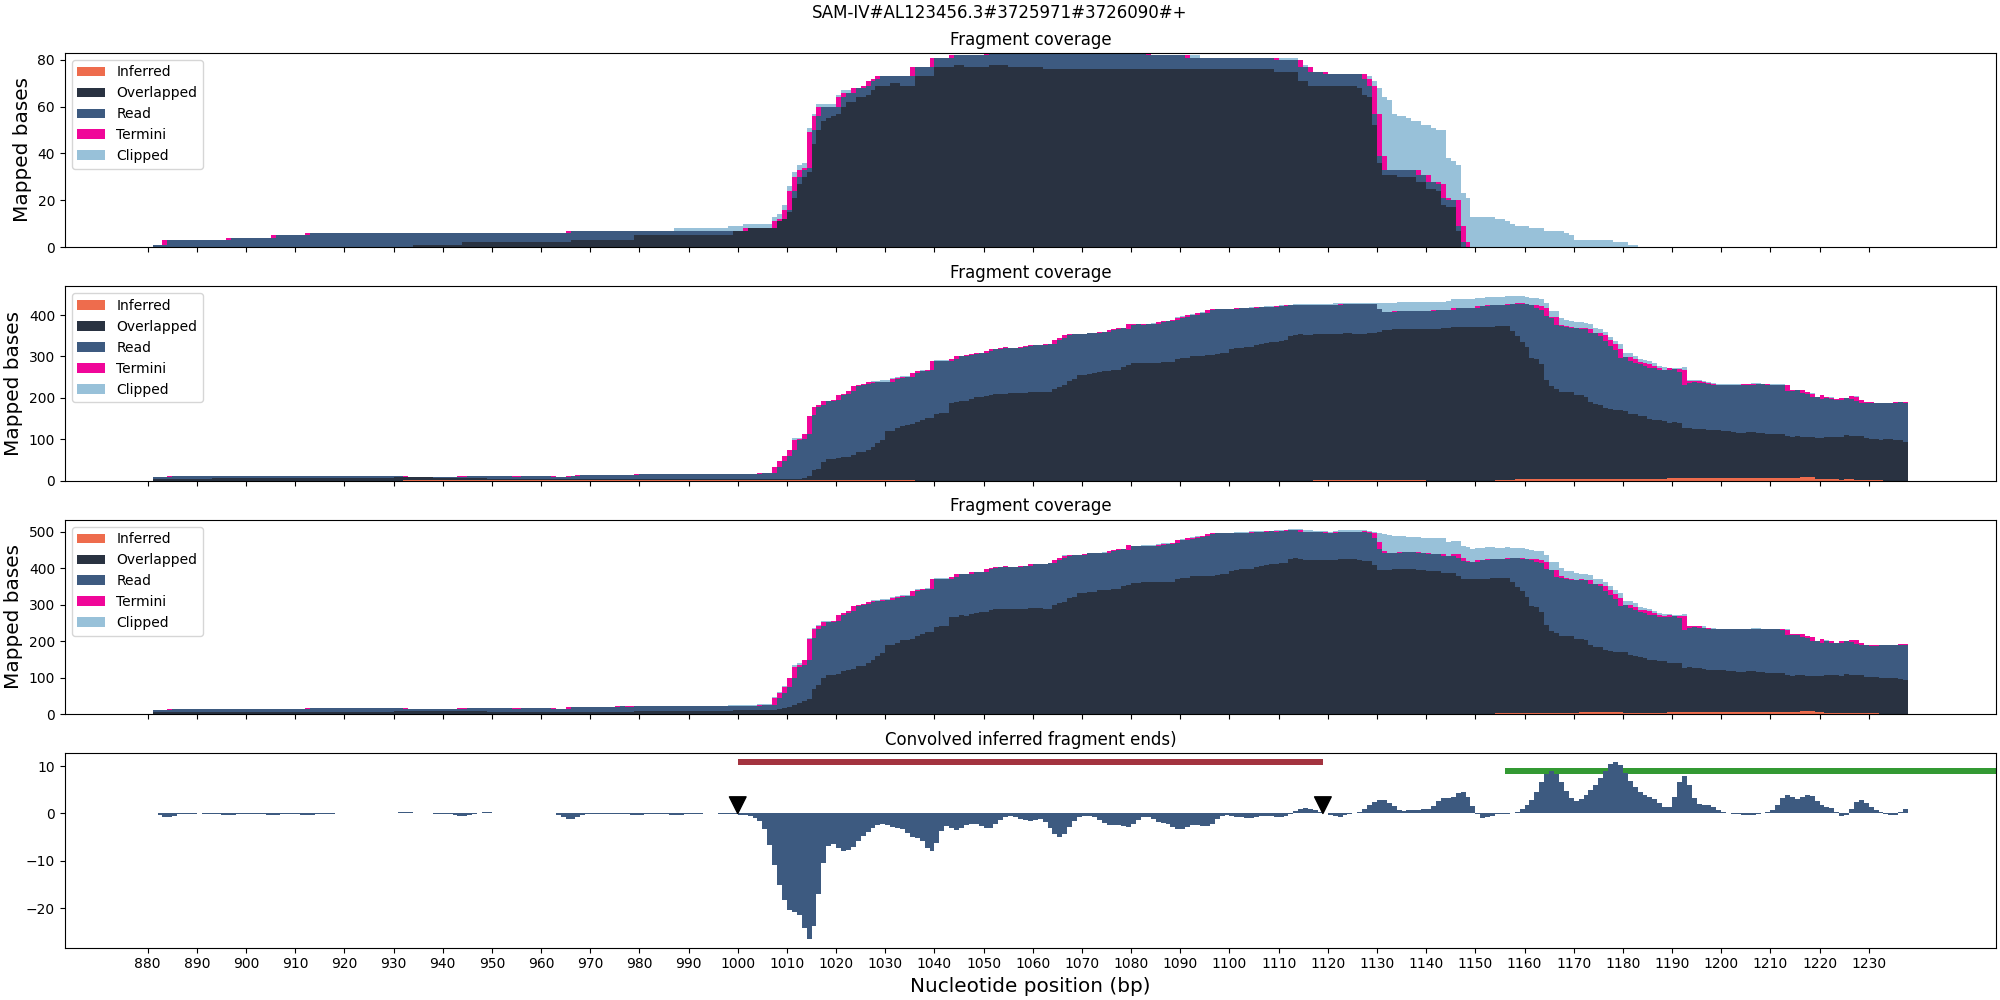 SAM-IV#AL123456.3#3725971#3726090#+
Fragment coverage
Mapped bases
80
60
40
20
0
Inferred
Overlapped
Read
Termini
Clipped
Fragment coverage
Mapped bases
400
300
200
100
0
Inferred
Overlapped
Read
Termini
Clipped
Fragment coverage
Mapped bases
500
400
300
200
100
0
Inferred
Overlapped
Read
Termini
Clipped
Convolved inferred fragment ends)
10
0
−10
−20
880 890 900 910 920 930 940 950 960 970 980 990 1000 1010 1020 1030 1040 1050 1060 1070 1080 1090 1100 1110 1120 1130 1140 1150 1160 1170 1180 1190 1200 1210 1220 1230
Nucleotide position (bp)